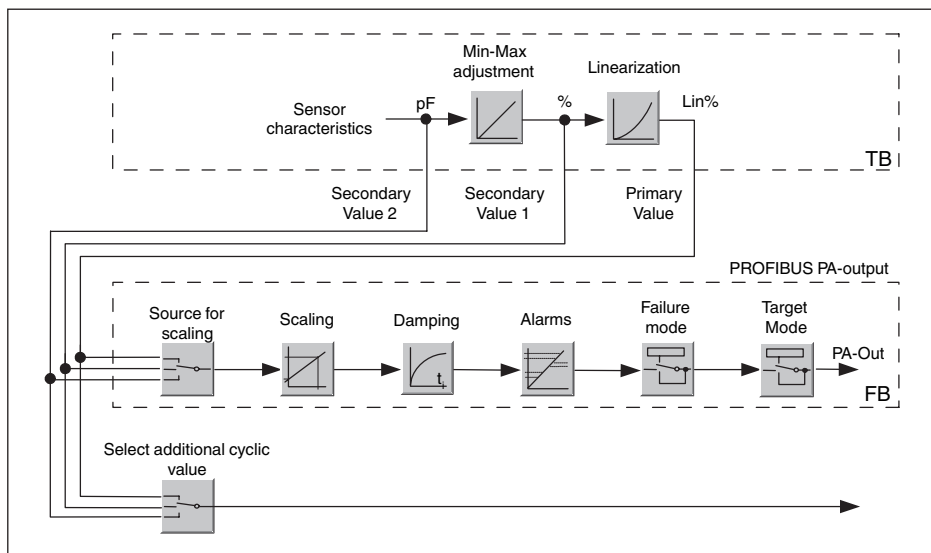 Min-Max
adjustment
Linearization
Sensor
characteristics
pF
%
Lin%
TB
Secondary
Value 2
Secondary
Value 1
Primary
Value
PROFIBUS PA-output
Source for
scaling
Scaling
Damping
Alarms
Failure
mode
Target
Mode
t
PA-Out
FB
Select additional cyclic
value